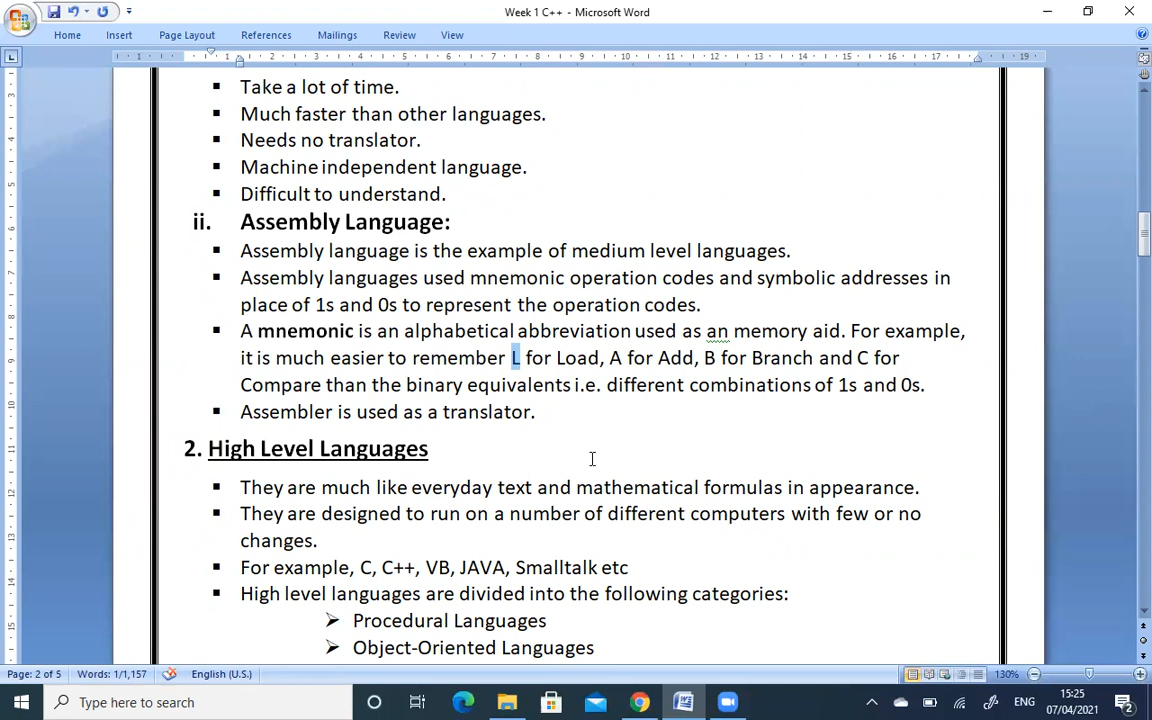 Week 1 C++ - Microsoft Word
Home Insert Page Layout References Mailings Review View
Take a lot of time.
Much faster than other languages.
Needs no translator.
Machine independent language.
Difficult to understand.
ii. Assembly Language:
Assembly language is the example of medium level languages.
Assembly languages used mnemonic operation codes and symbolic addresses in
place of 1s and 0s to represent the operation codes.
A mnemonic is an alphabetical abbreviation used as an memory aid. For example,
it is much easier to remember L for Load, A for Add, B for Branch and C for
Compare than the binary equivalents i.e. different combinations of 1s and 0s.
Assembler is used as a translator.
2. High Level Languages
They are much like everyday text and mathematical formulas in appearance.
They are designed to run on a number of different computers with few or no
changes.
For example, C, C++, VB, JAVA, Smalltalk etc
High level languages are divided into the following categories:
Procedural Languages
Object-Oriented Languages
Page: 2 of 5 Words: 1/1,157 English (U.S.) 130%
Type here to search ENG 15:25
07/04/2021 2